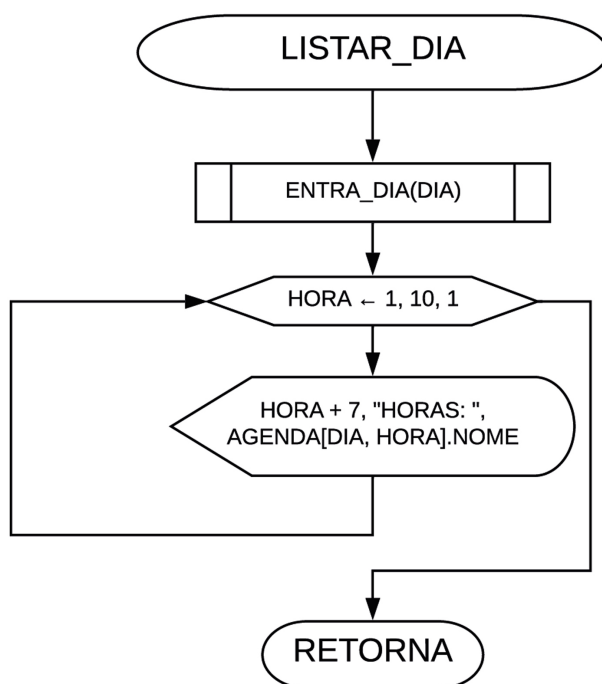 LISTAR_DIA
ENTRA_DIA(DIA)
HORA ← 1, 10, 1
HORA + 7, "HORAS: ",
AGENDA[DIA, HORA].NOME
RETORNA